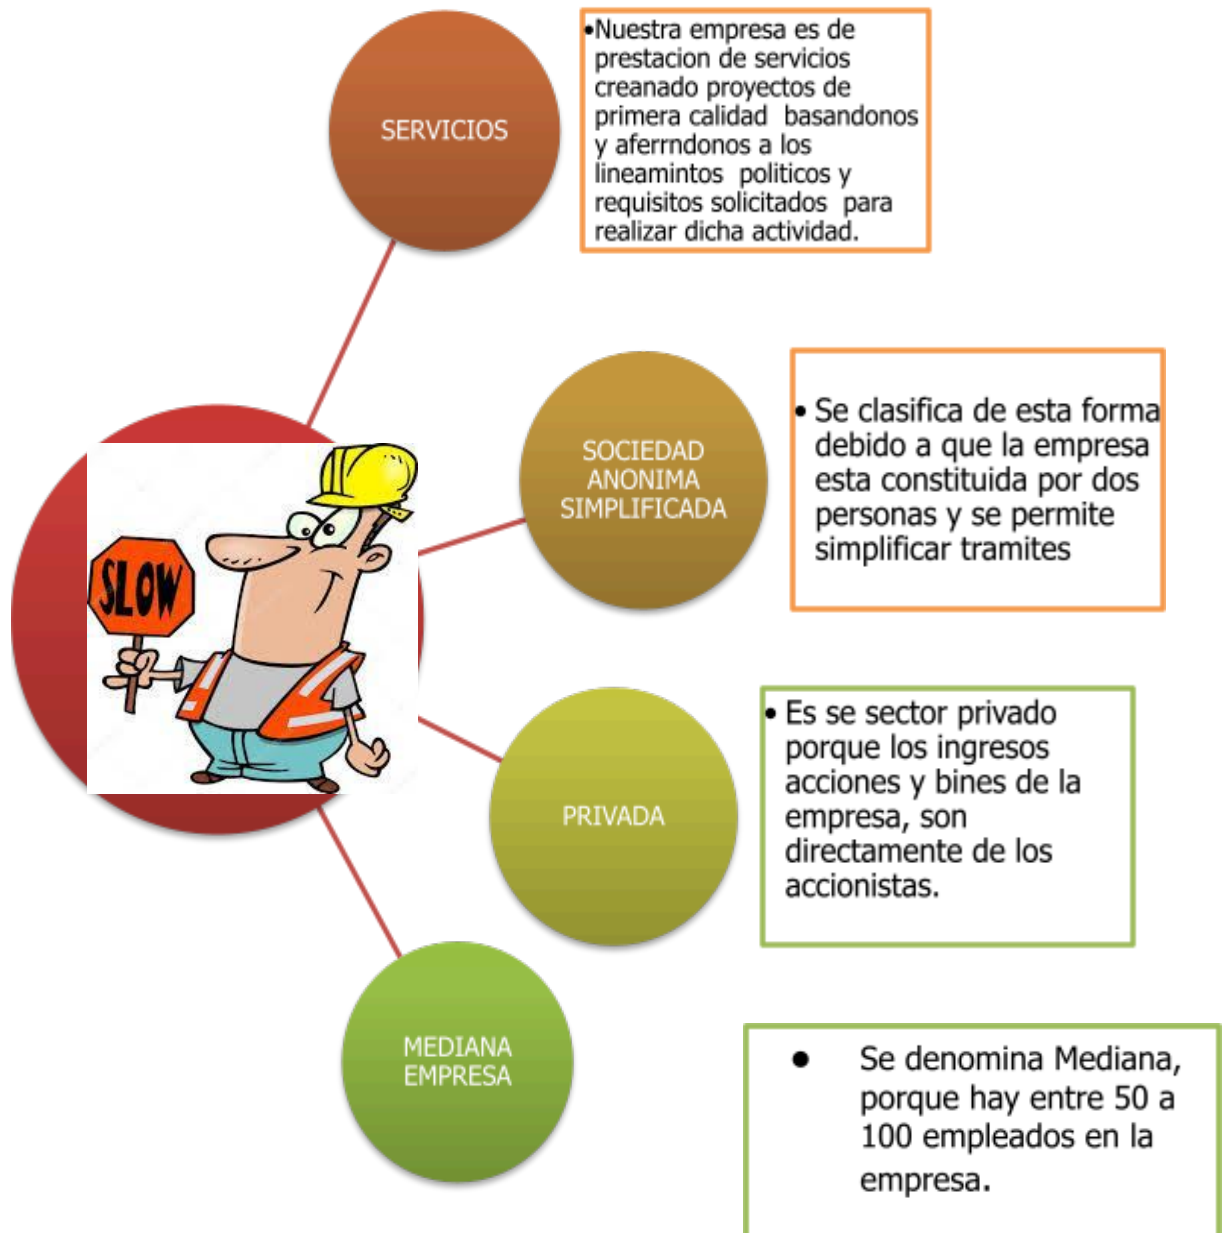 SERVICIOS
•Nuestra empresa es de
prestacion de servicios
creanado proyectos de
primera calidad basandonos
y aferrndonos a los
lineamintos politicos y
requisitos solicitados para
realizar dicha actividad.
SOCIEDAD
ANONIMA
SIMPLIFICADA
• Se clasifica de esta forma
debido a que la empresa
esta constituida por dos
personas y se permite
simplificar tramites
SLOW
PRIVADA
• Es se sector privado
porque los ingresos
acciones y bines de la
empresa, son
directamente de los
accionistas.
MEDIANA
EMPRESA
• Se denomina Mediana,
porque hay entre 50 a
100 empleados en la
empresa.